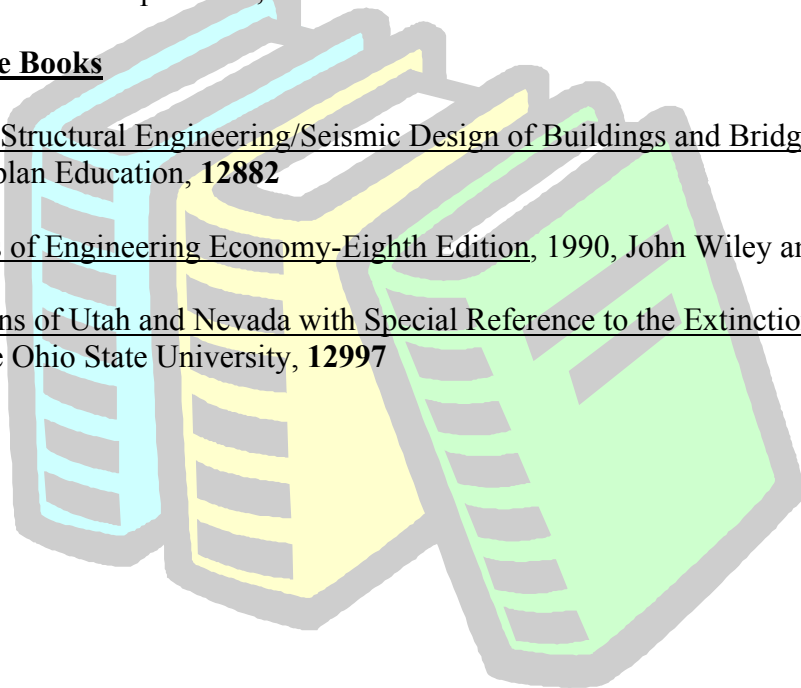 e Books
Structural Engineering/Seismic Design of Buildings and Bridg
plan Education, 12882
of Engineering Economy-Eighth Edition, 1990, John Wiley an
ns of Utah and Nevada with Special Reference to the Extinctio
e Ohio State University, 12997